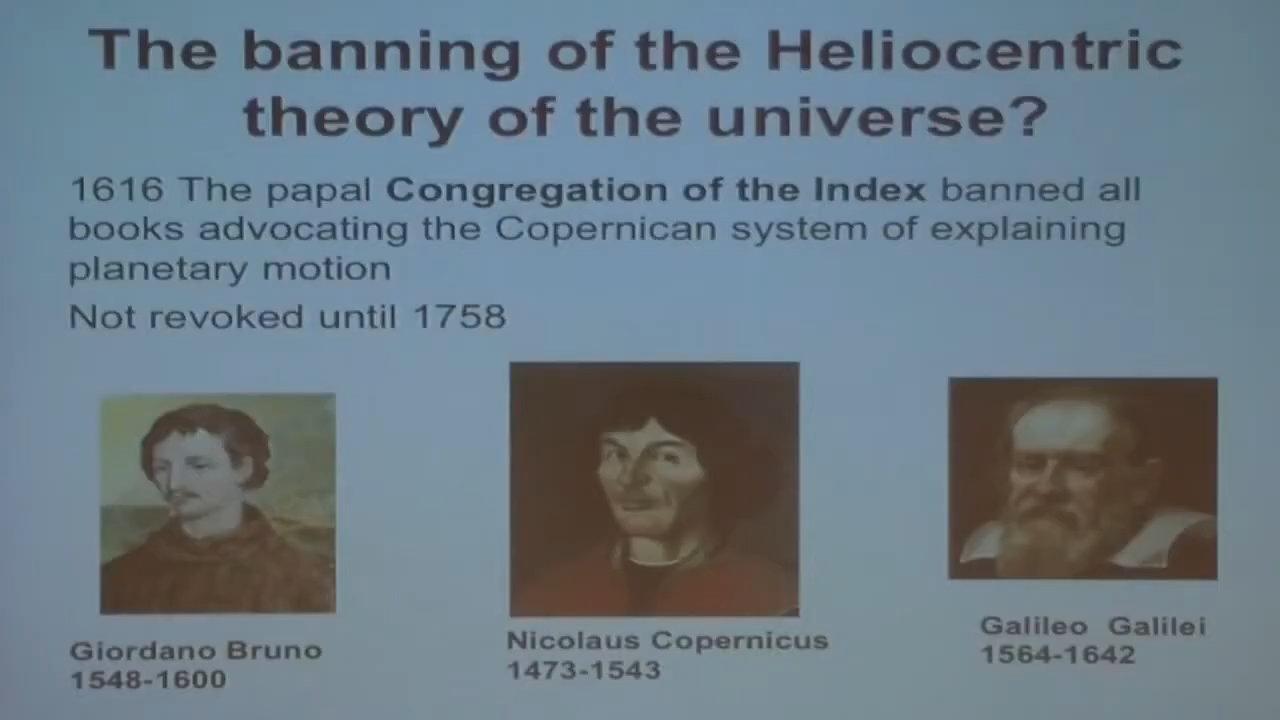 The banning of the Heliocentric
theory of the universe?
1616 The papal Congregation of the Index banned all
books advocating the Copernican system of explaining
planetary motion
Not revoked until 1758
Giordano Bruno
1548-1600
Nicolaus Copernicus
1473-1543
Galileo Galilei
1564-1642